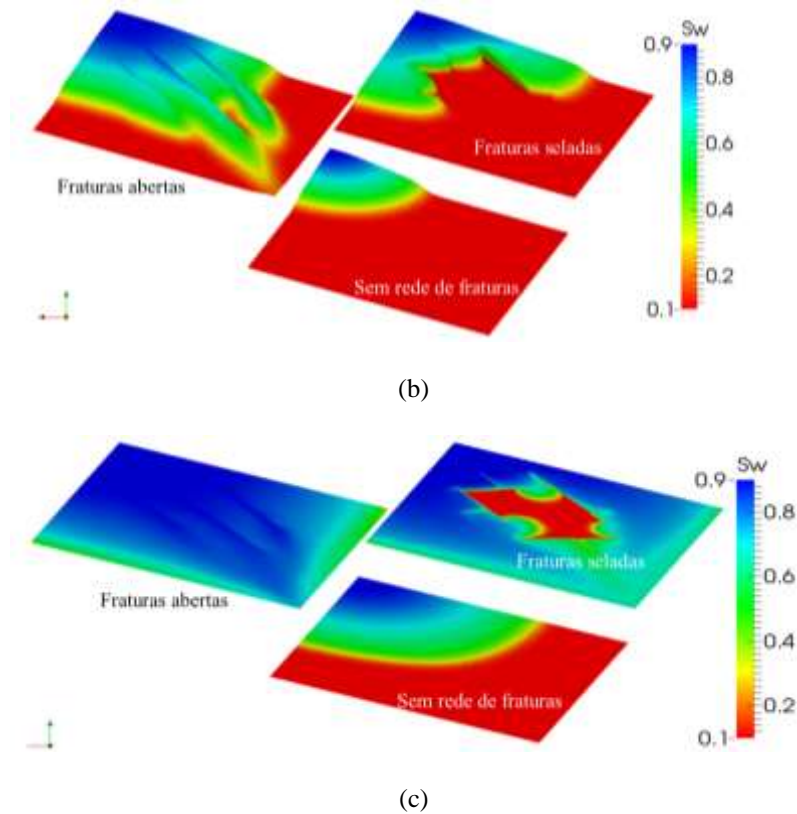 Sw
0.9
0.8
Fraturas seladas
0.6
Fraturas abertas
0.4
0.2
Sem rede de fraturas
0.1
(b)
Sw
0.9
0.8
0.6
Fraturas seladas
Fraturas abertas
0.4
Sem rede de fraturas
0.2
0.1
(c)